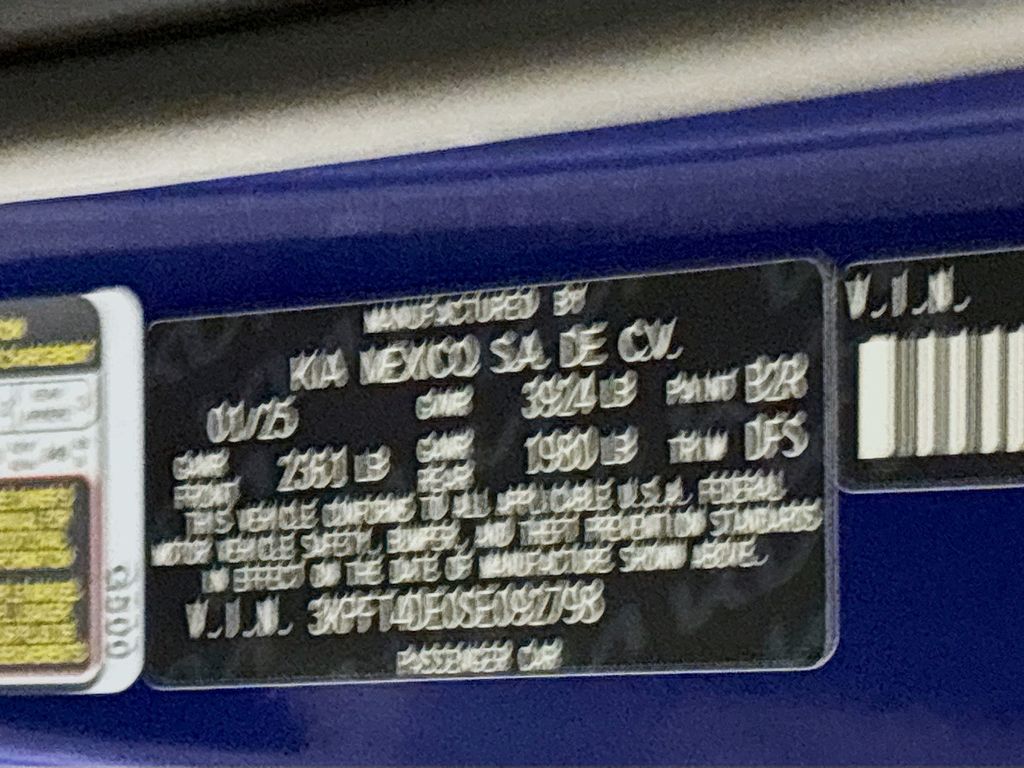 MANUFACTURED BY
KIA MEXICO S.A. DE C.V.
01/25 GVWR 3924 LB PAINT B2R
GAWR FRONT 2351 LB GAWR REAR 1980 LB TRIM DFS
THIS VEHICLE CONFORMS TO ALL APPLICABLE U.S.A. FEDERAL
MOTOR VEHICLE SAFETY, BUMPER, AND THEFT PREVENTION STANDARDS
IN EFFECT ON THE DATE OF MANUFACTURE SHOWN ABOVE.
V.I.N. 3KPFT4DE0SE092798
PASSENGER CAR
V.I.N.